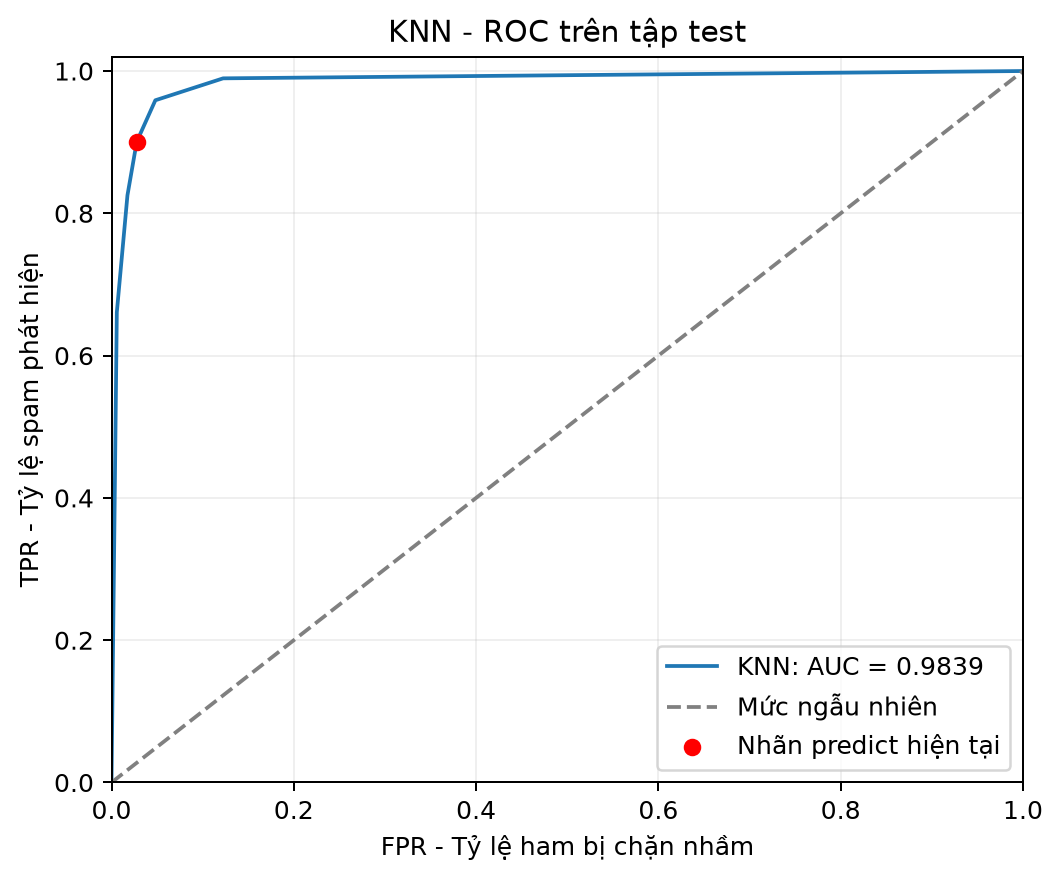 KNN - ROC trên tập test
TPR - Tỷ lệ spam phát hiện
1.0
0.8
0.6
0.4
0.2
0.0
0.0 0.2 0.4 0.6 0.8 1.0
FPR - Tỷ lệ ham bị chặn nhầm
KNN: AUC = 0.9839
Mức ngẫu nhiên
Nhãn predict hiện tại